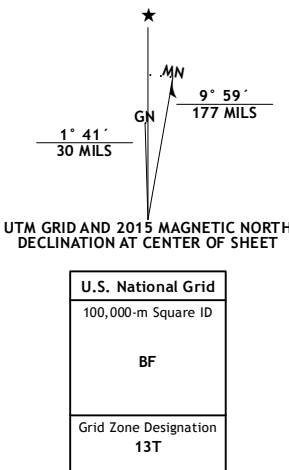 ★
MN
GN
9° 59´
177 MILS
1° 41´
30 MILS
UTM GRID AND 2015 MAGNETIC NORTH
DECLINATION AT CENTER OF SHEET
U.S. National Grid
100,000-m Square ID
BF
Grid Zone Designation
13T